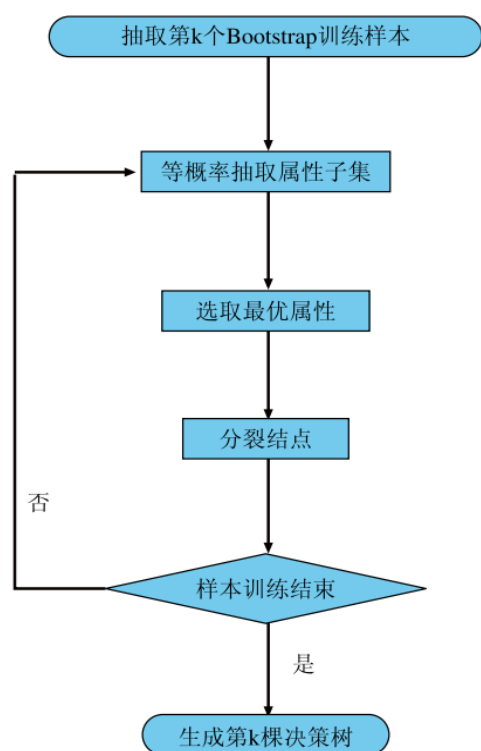 抽取第k个Bootstrap训练样本
等概率抽取属性子集
选取最优属性
分裂结点
否
样本训练结束
是
生成第k棵决策树